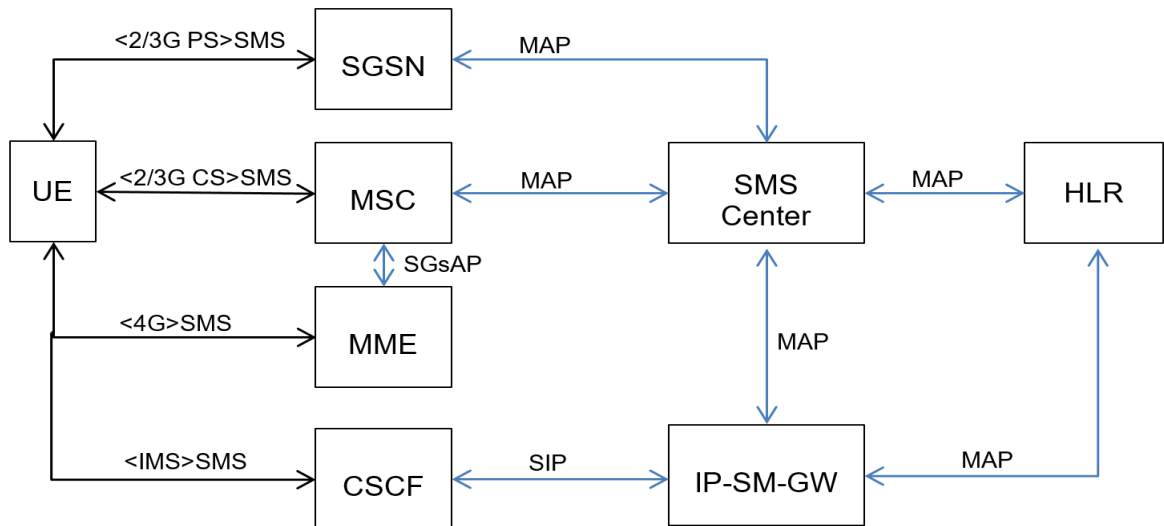 <2/3G PS>SMS
SGSN
MAP
UE
<2/3G CS>SMS
MSC
MAP
SMS
Center
MAP
HLR
SGsAP
<4G>SMS
MME
MAP
<IMS>SMS
CSCF
SIP
IP-SM-GW
MAP